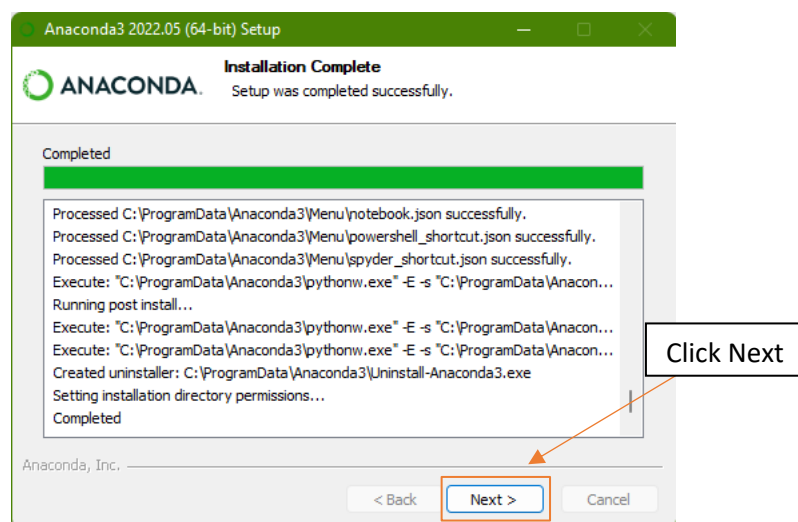 Anaconda3 2022.05 (64-bit) Setup
ANACONDA.
Installation Complete
Setup was completed successfully.
Completed
Processed C:\ProgramData\Anaconda3\Menu\notebook.json successfully.
Processed C:\ProgramData\Anaconda3\Menu\powershell_shortcut.json successfully.
Processed C:\ProgramData\Anaconda3\Menu\spyder_shortcut.json successfully.
Execute: "C:\ProgramData\Anaconda3\pythonw.exe" -E -s "C:\ProgramData\Anacon...
Running post install...
Execute: "C:\ProgramData\Anaconda3\pythonw.exe" -E -s "C:\ProgramData\Anacon...
Execute: "C:\ProgramData\Anaconda3\pythonw.exe" -E -s "C:\ProgramData\Anacon...
Created uninstaller: C:\ProgramData\Anaconda3\Uninstall-Anaconda3.exe
Setting installation directory permissions...
Completed
Click Next
Anaconda, Inc.
< Back
Next >
Cancel